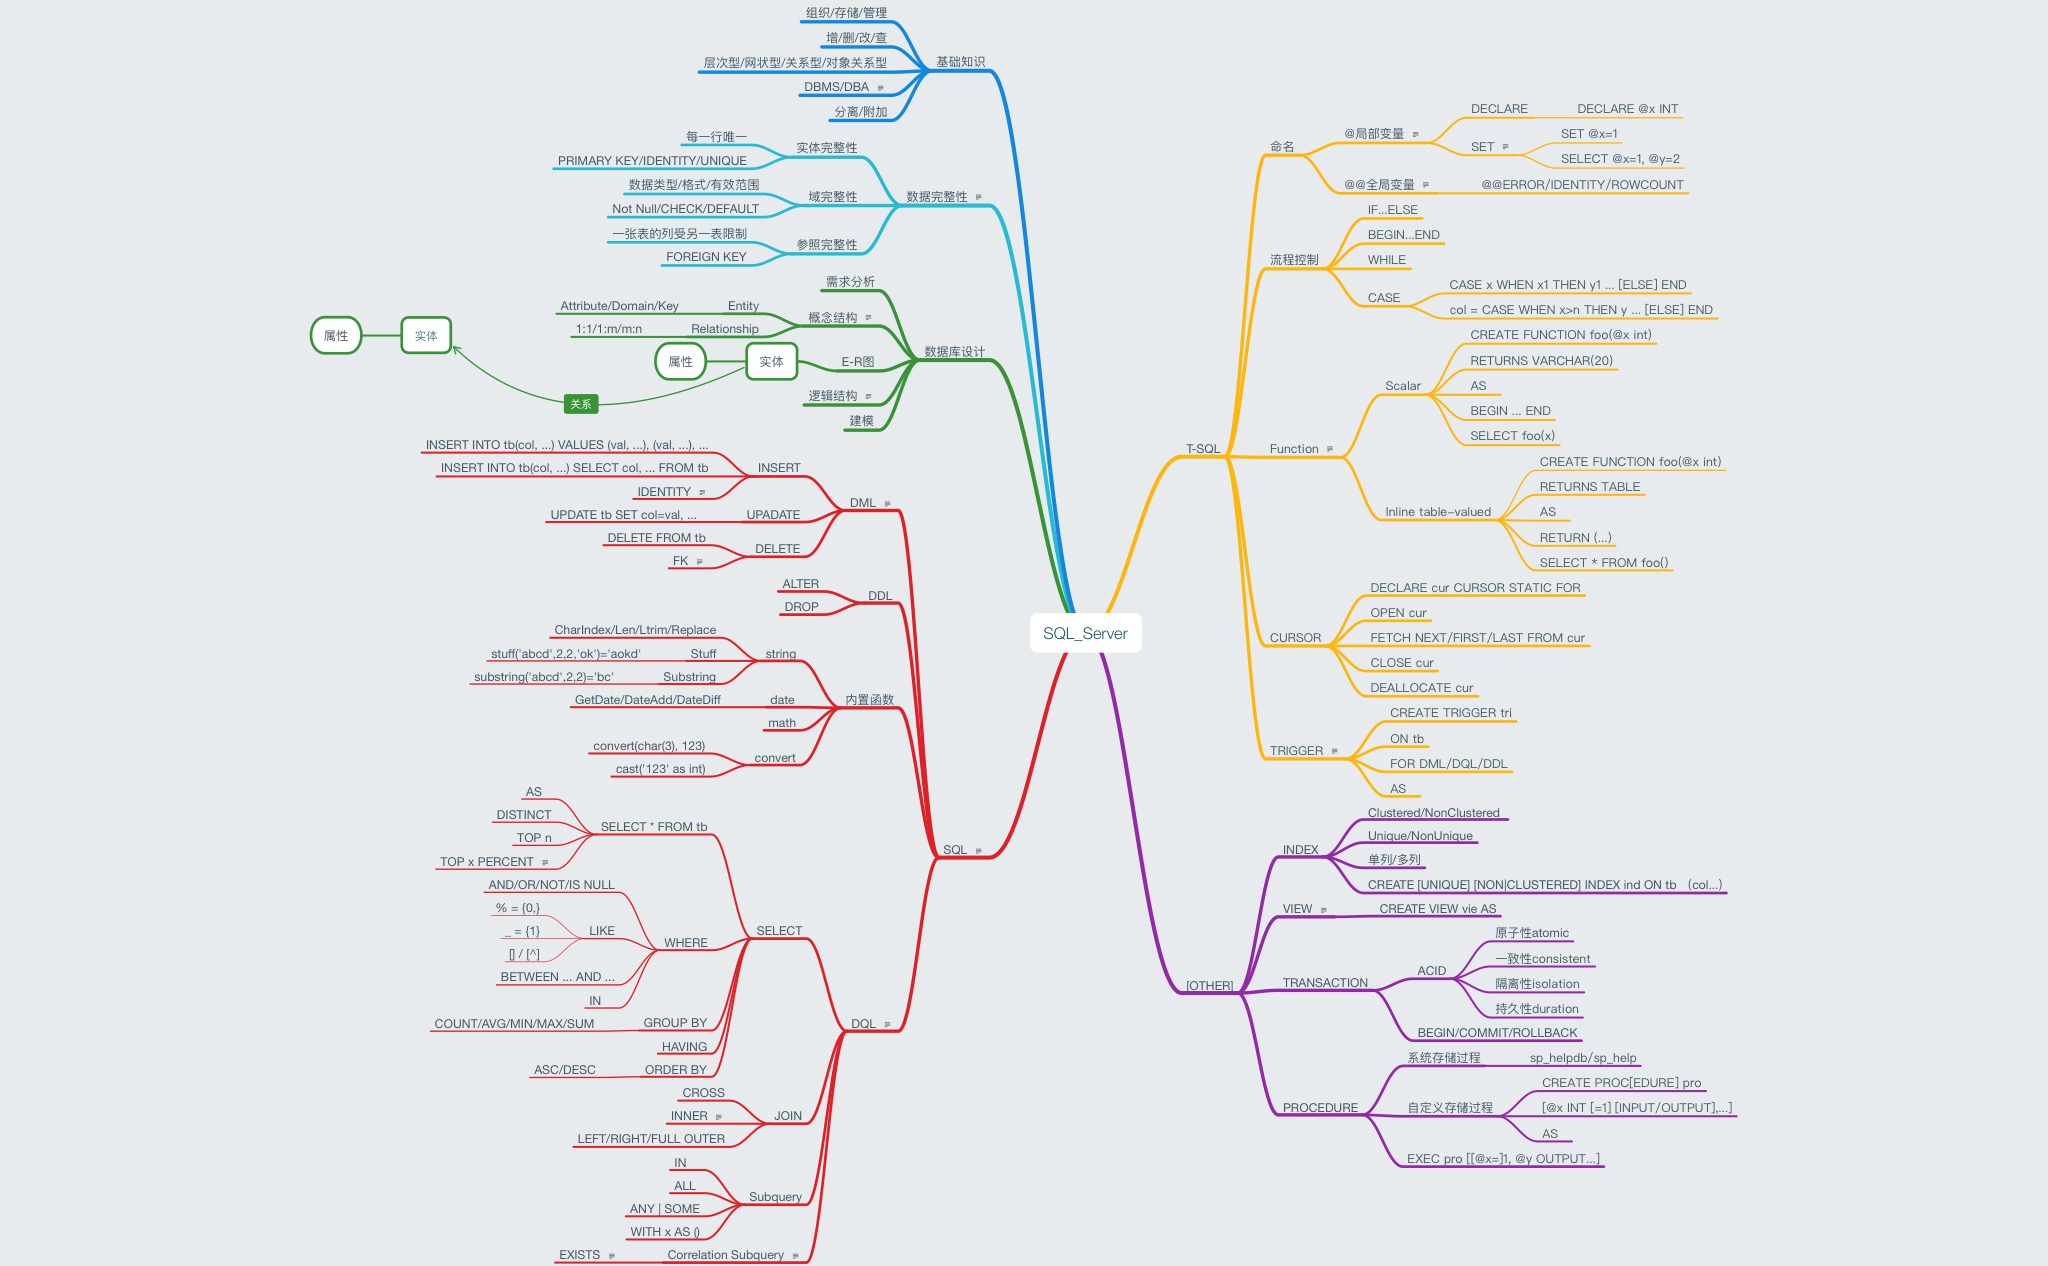 SQL_Server
基础知识
组织/存储/管理
增/删/改/查
层次型/网状型/关系型/对象关系型
DBMS/DBA
分离/附加
数据完整性
实体完整性
每一行唯一
PRIMARY KEY/IDENTITY/UNIQUE
域完整性
数据类型/格式/有效范围
Not Null/CHECK/DEFAULT
参照完整性
一张表的列受另一表限制
FOREIGN KEY
数据库设计
需求分析
概念结构
Entity
Attribute/Domain/Key
Relationship
1:1/1:m/m:n
E-R图
实体
属性
关系
实体
属性
逻辑结构
建模
SQL
DML
INSERT
INSERT INTO tb(col, ...) VALUES (val, ...), (val, ...), ...
INSERT INTO tb(col, ...) SELECT col, ... FROM tb
IDENTITY
UPADATE
UPDATE tb SET col=val, ...
DELETE
DELETE FROM tb
FK
DDL
ALTER
DROP
内置函数
string
CharIndex/Len/Ltrim/Replace
Stuff
stuff('abcd',2,2,'ok')='aokd'
Substring
substring('abcd',2,2)='bc'
date
GetDate/DateAdd/DateDiff
math
convert
convert(char(3), 123)
cast('123' as int)
DQL
SELECT
SELECT * FROM tb
AS
DISTINCT
TOP n
TOP x PERCENT
WHERE
AND/OR/NOT/IS NULL
LIKE
% = {0,}
_ = {1}
[] / [^]
BETWEEN ... AND ...
IN
GROUP BY
COUNT/AVG/MIN/MAX/SUM
HAVING
ORDER BY
ASC/DESC
JOIN
CROSS
INNER
LEFT/RIGHT/FULL OUTER
Subquery
IN
ALL
ANY | SOME
WITH x AS ()
Correlation Subquery
EXISTS
T-SQL
命名
@局部变量
DECLARE
DECLARE @x INT
SET
SET @x=1
SELECT @x=1, @y=2
@@全局变量
@@ERROR/IDENTITY/ROWCOUNT
流程控制
IF...ELSE
BEGIN...END
WHILE
CASE
CASE x WHEN x1 THEN y1 ... [ELSE] END
col = CASE WHEN x>n THEN y ... [ELSE] END
Function
Scalar
CREATE FUNCTION foo(@x int)
RETURNS VARCHAR(20)
AS
BEGIN ... END
SELECT foo(x)
Inline table-valued
CREATE FUNCTION foo(@x int)
RETURNS TABLE
AS
RETURN (...)
SELECT * FROM foo()
CURSOR
DECLARE cur CURSOR STATIC FOR
OPEN cur
FETCH NEXT/FIRST/LAST FROM cur
CLOSE cur
DEALLOCATE cur
TRIGGER
CREATE TRIGGER tri
ON tb
FOR DML/DQL/DDL
AS
[OTHER]
INDEX
Clustered/NonClustered
Unique/NonUnique
单列/多列
CREATE [UNIQUE] [NON|CLUSTERED] INDEX ind ON tb （col...)
VIEW
CREATE VIEW vie AS
TRANSACTION
ACID
原子性atomic
一致性consistent
隔离性isolation
持久性duration
BEGIN/COMMIT/ROLLBACK
PROCEDURE
系统存储过程
sp_helpdb/sp_help
自定义存储过程
CREATE PROC[EDURE] pro
[@x INT [=1] [INPUT/OUTPUT],...]
AS
EXEC pro [[@x=]1, @y OUTPUT...]